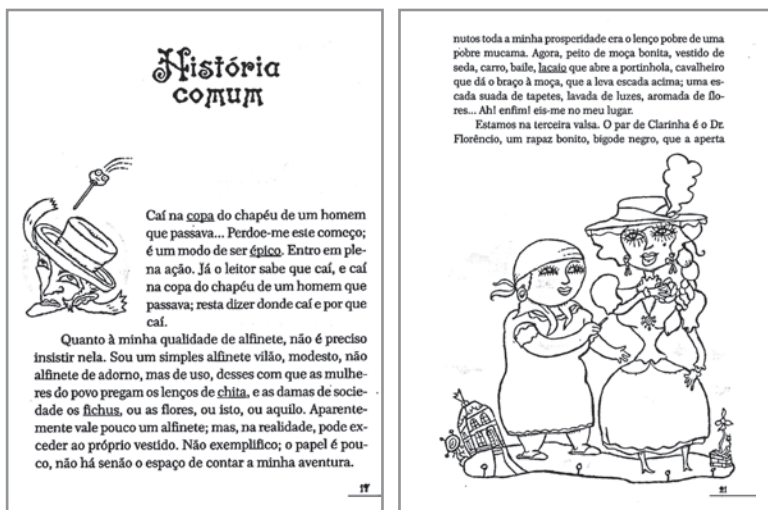 História
comum
Caí na copa do chapéu de um homem
que passava... Perdoe-me este começo;
é um modo de ser épico. Entro em ple-
na ação. Já o leitor sabe que caí, e caí
na copa do chapéu de um homem que
passava; resta dizer donde caí e por que
caí.
Quanto à minha qualidade de alfinete, não é preciso
insistir nela. Sou um simples alfinete vilão, modesto, não
alfinete de adorno, mas de uso, desses com que as mulhe-
res do povo pregam os lenços de chita, e as damas de socie-
dade os fichus, ou as flores, ou isto, ou aquilo. Aparente-
mente vale pouco um alfinete; mas, na realidade, pode ex-
ceder ao próprio vestido. Não exemplifico; o papel é pou-
co, não há senão o espaço de contar a minha aventura.
17
nutos toda a minha prosperidade era o lenço pobre de uma
pobre mucama. Agora, peito de moça bonita, vestido de
seda, carro, baile, lacaio que abre a portinhola, cavalheiro
que dá o braço à moça, que a leva escada acima; uma es-
cada suada de tapetes, lavada de luzes, aromada de flo-
res... Ah! enfim! eis-me no meu lugar.
Estamos na terceira valsa. O par de Clarinha é o Dr.
Florêncio, um rapaz bonito, bigode negro, que a aperta
21